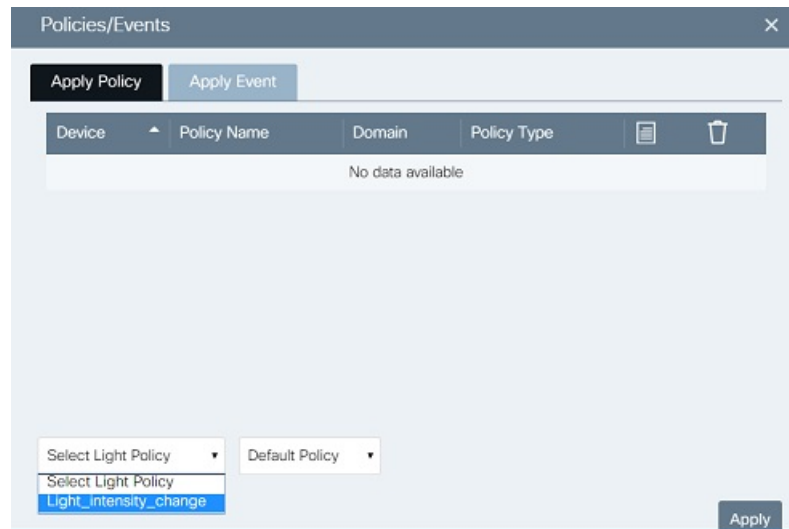 Policies/Events
Apply Policy Apply Event
Device Policy Name Domain Policy Type
No data available
Select Light Policy Default Policy
Select Light Policy
Light_intensity_change
Apply